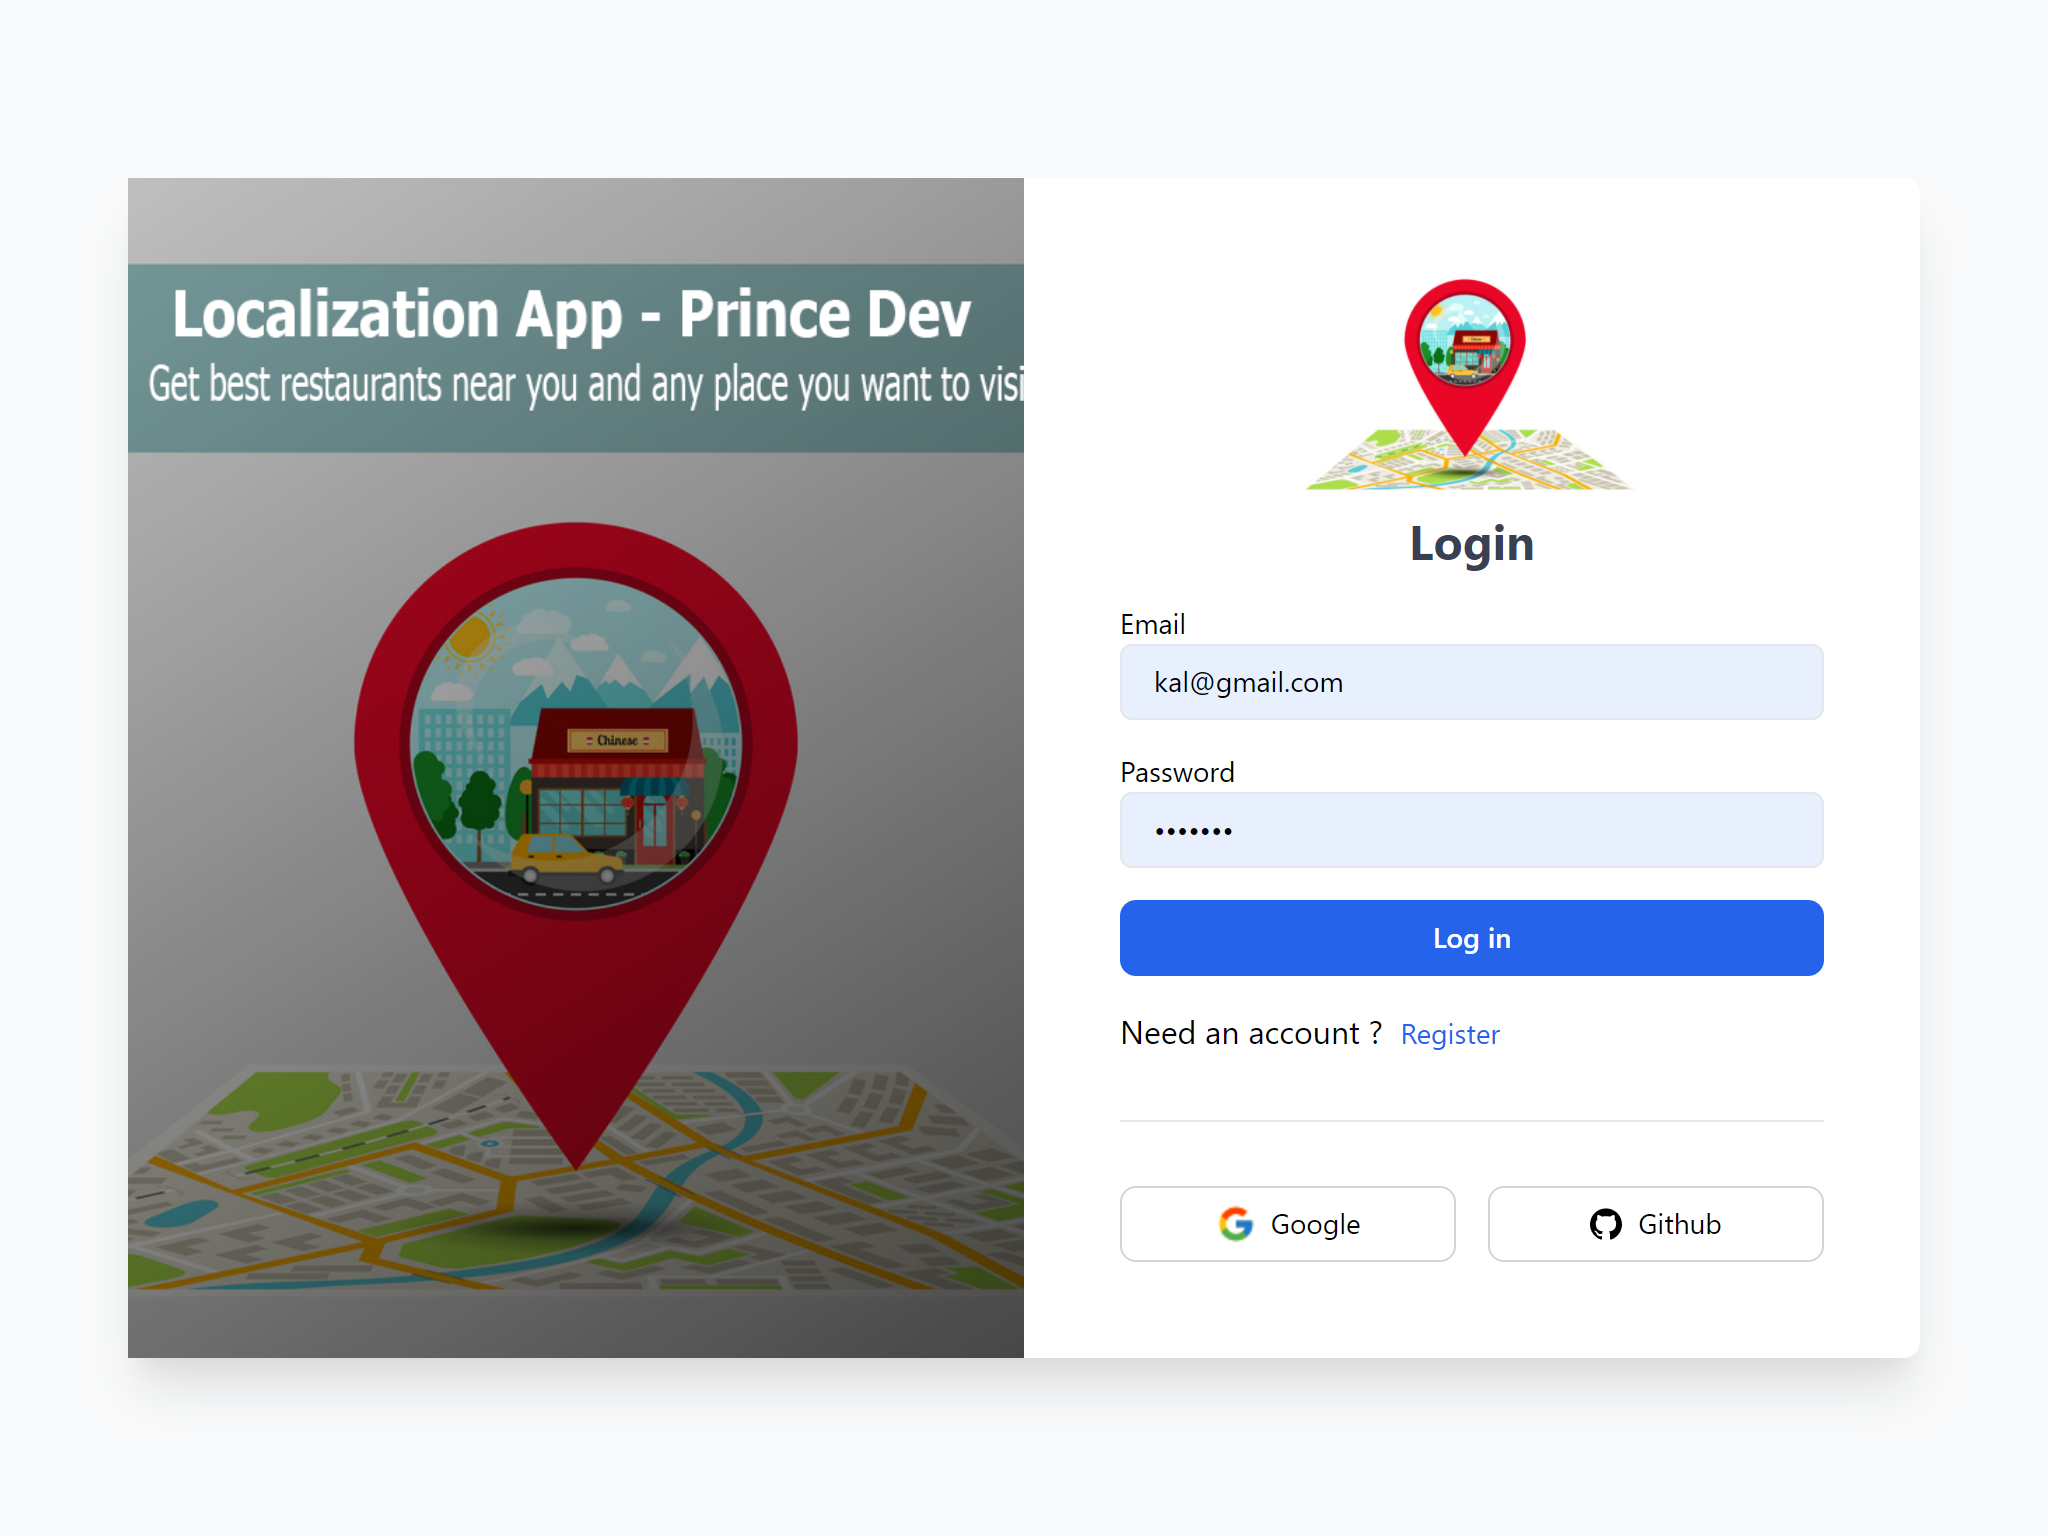 Localization App - Prince Dev
Get best restaurants near you and any place you want to visi
Chinese
Login
Email
kal@gmail.com
Password
•••••••
Log in
Need an account ? Register
Google
Github